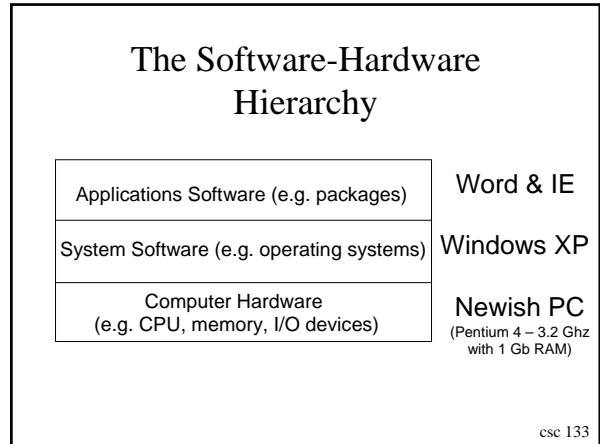 The Software-Hardware
Hierarchy
Applications Software (e.g. packages)
Word & IE
System Software (e.g. operating systems)
Windows XP
Computer Hardware
(e.g. CPU, memory, I/O devices)
Newish PC
(Pentium 4 – 3.2 Ghz
with 1 Gb RAM)
csc 133